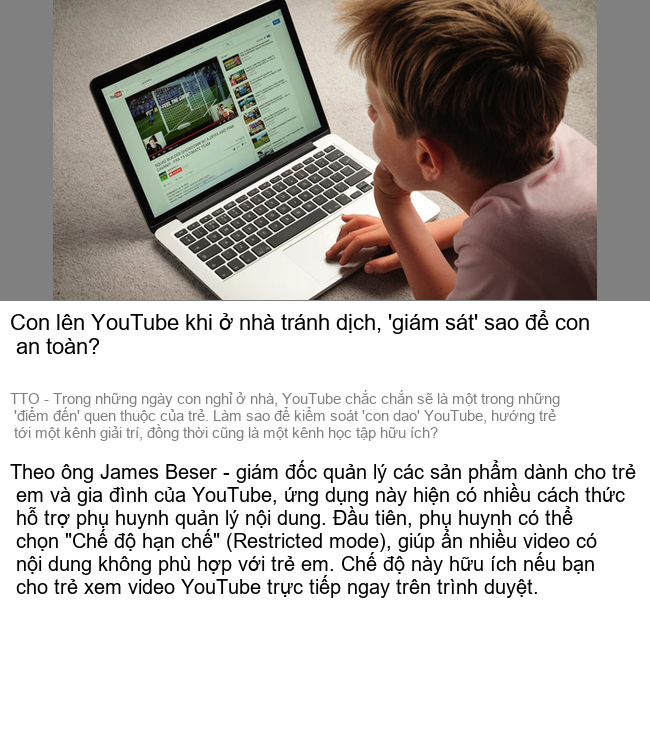 Con lên YouTube khi ở nhà tránh dịch, 'giám sát' sao để con
an toàn?
TTO - Trong những ngày con nghỉ ở nhà, YouTube chắc chắn sẽ là một trong những
'điểm đến' quen thuộc của trẻ. Làm sao để kiểm soát 'con dao' YouTube, hướng trẻ
tới một kênh giải trí, đồng thời cũng là một kênh học tập hữu ích?
Theo ông James Beser - giám đốc quản lý các sản phẩm dành cho trẻ
em và gia đình của YouTube, ứng dụng này hiện có nhiều cách thức
hỗ trợ phụ huynh quản lý nội dung. Đầu tiên, phụ huynh có thể
chọn "Chế độ hạn chế" (Restricted mode), giúp ẩn nhiều video có
nội dung không phù hợp với trẻ em. Chế độ này hữu ích nếu bạn
cho trẻ xem video YouTube trực tiếp ngay trên trình duyệt.